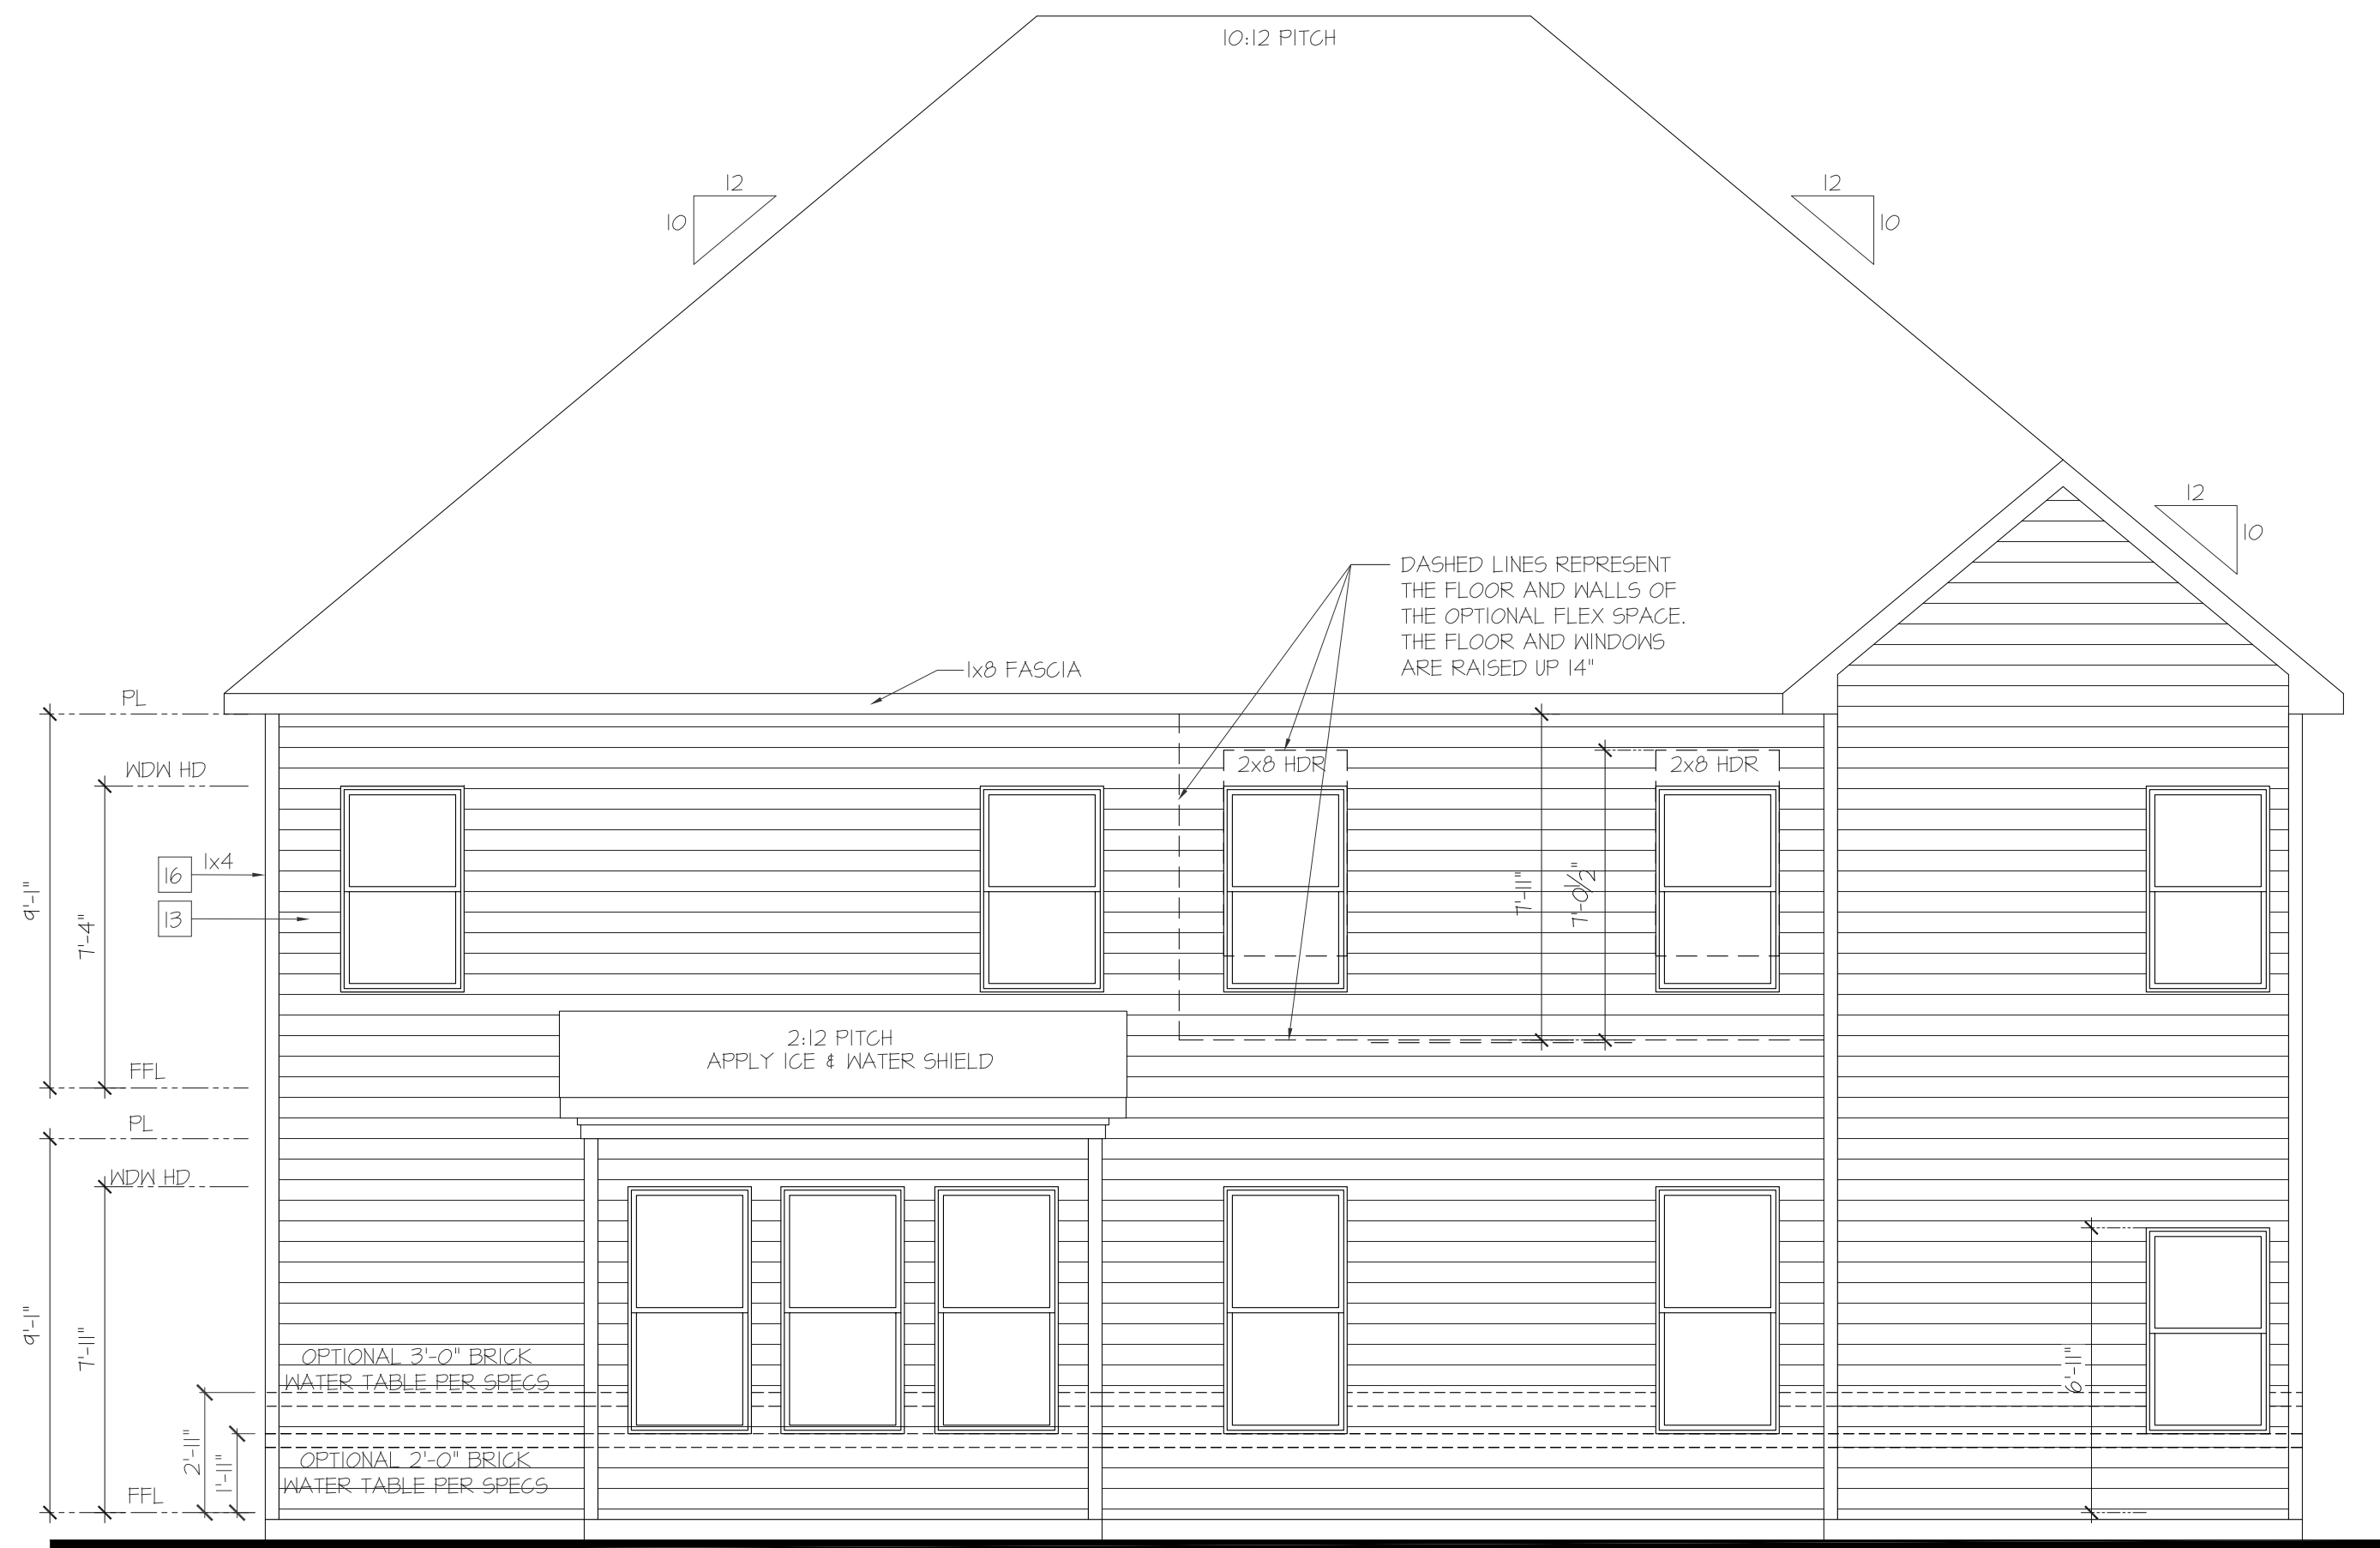 10:12 PITCH
12
10
12
10
12
10
DASHED LINES REPRESENT
THE FLOOR AND WALLS OF
THE OPTIONAL FLEX SPACE.
THE FLOOR AND WINDOWS
ARE RAISED UP 14"
1x8 FASCIA
PL
WDW HD
2x8 HDR
2x8 HDR
16
1x4
13
9'-1"
7'-4"
7'-11"
7'-0 1/2"
2:12 PITCH
APPLY ICE & WATER SHIELD
FFL
PL
WDW HD
9'-1"
7'-11"
OPTIONAL 3'-0" BRICK
WATER TABLE PER SPECS
6'-11"
2'-11"
1'-11"
OPTIONAL 2'-0" BRICK
WATER TABLE PER SPECS
FFL